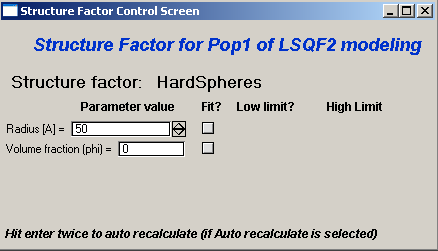 Structure Factor Control Screen
Structure Factor for Pop1 of LSQF2 modeling
Structure factor: HardSpheres
Parameter value Fit? Low limit? High Limit
Radius [A] = 50
Volume fraction (phi) = 0
Hit enter twice to auto recalculate (if Auto recalculate is selected)